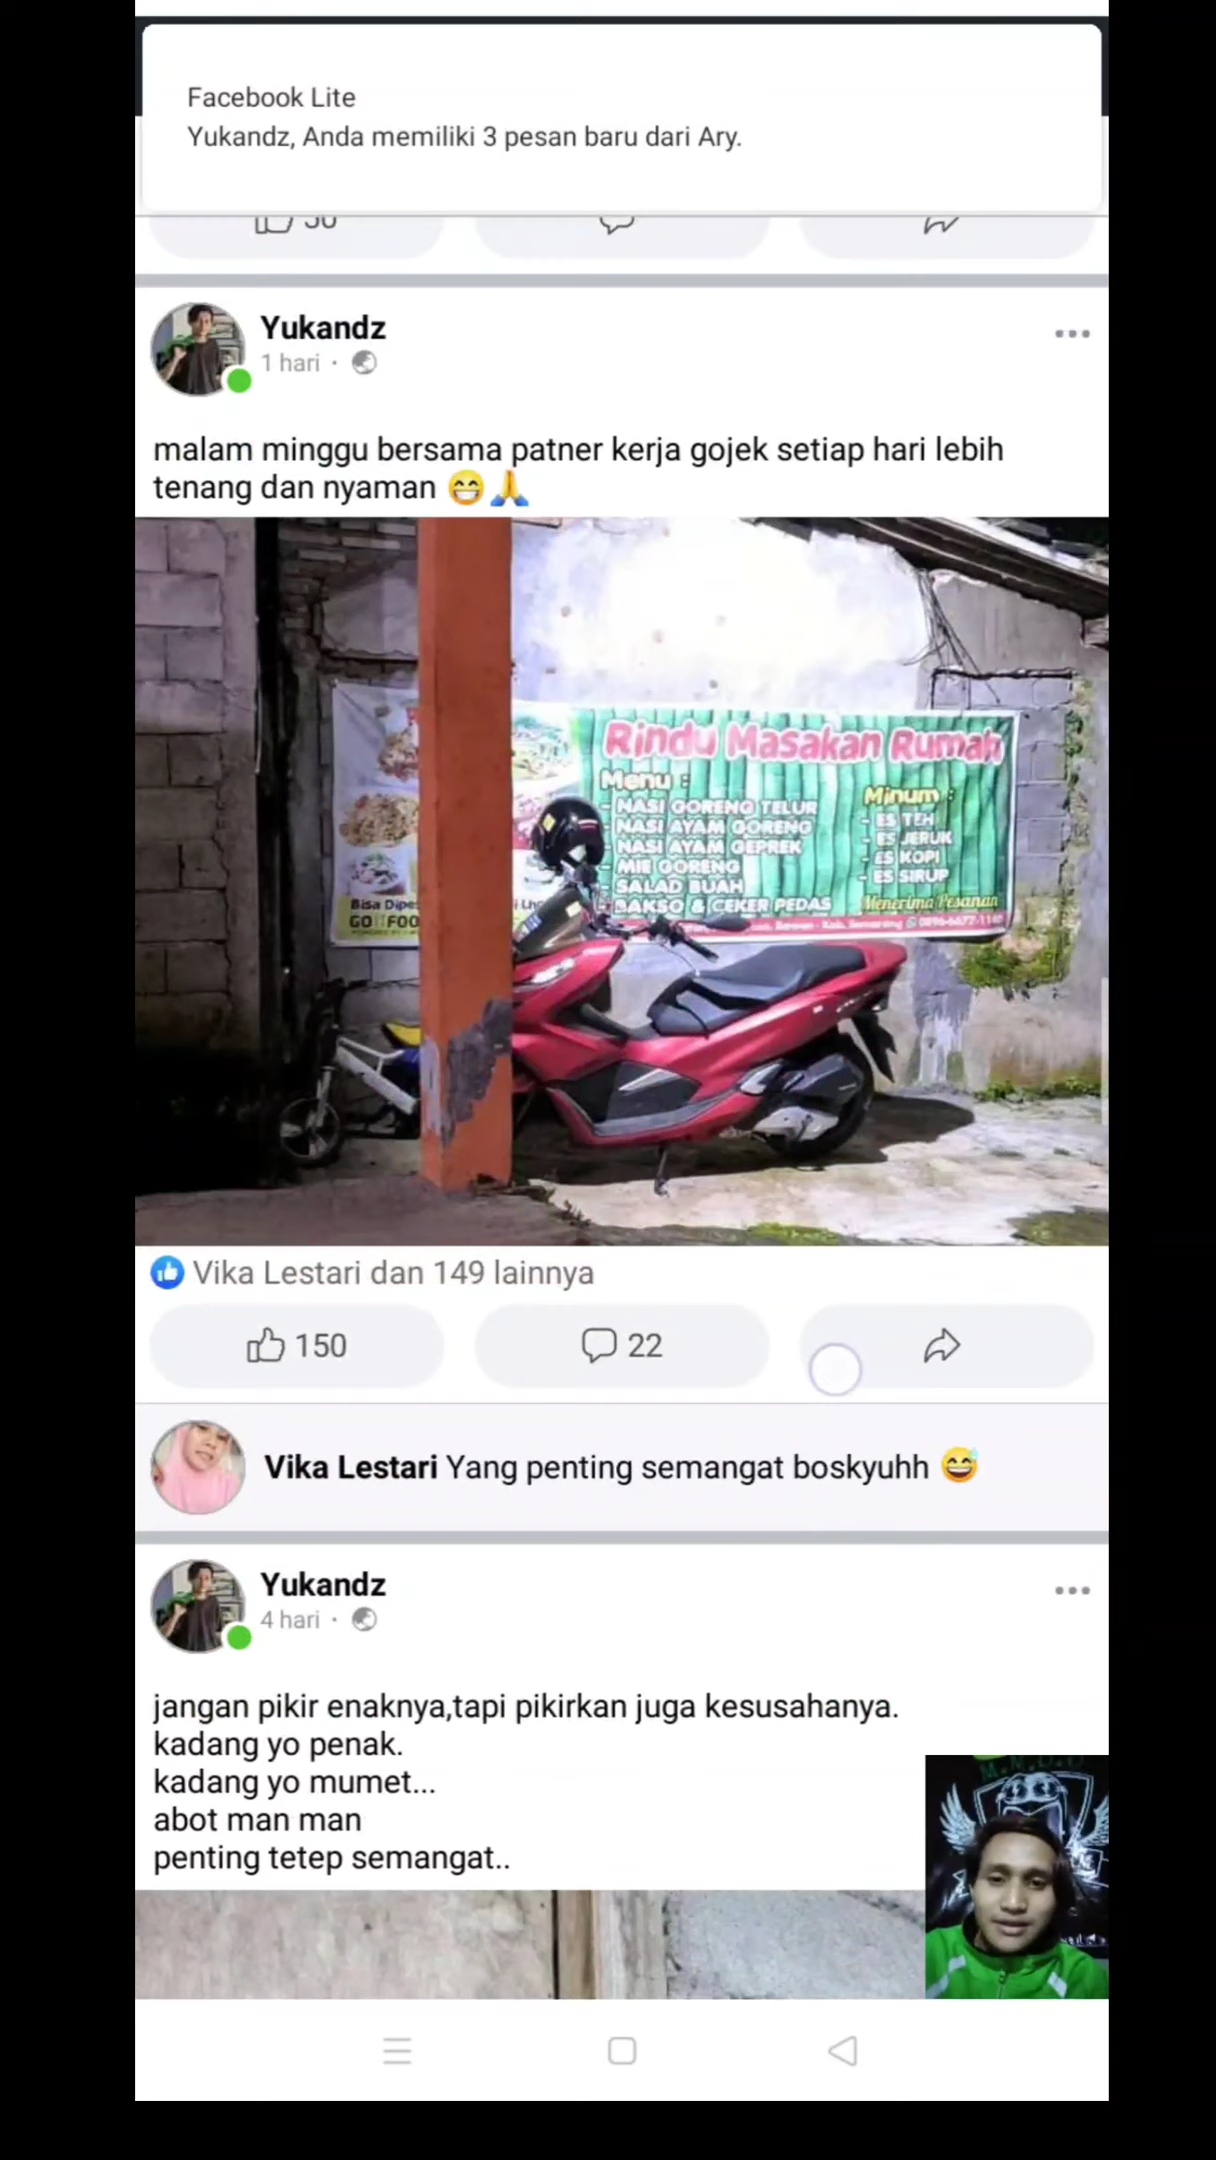 Facebook Lite
Yukandz, Anda memiliki 3 pesan baru dari Ary.
Yukandz
1 hari
malam minggu bersama patner kerja gojek setiap hari lebih
tenang dan nyaman 😁🙏
Rindu Masakan Rumah
Menu :
- NASI GORENG TELUR
- NASI AYAM GORENG
- NASI AYAM GEPREK
- MIE GORENG
- SALAD BUAH
- BAKSO & CEKER PEDAS
Minum :
- ES TEH
- ES JERUK
- ES KOPI
- ES SIRUP
Menerima Pesanan
Bisa
GO FOO
Vika Lestari dan 149 lainnya
150
22
Vika Lestari Yang penting semangat boskyuhh 😅
Yukandz
4 hari
jangan pikir enaknya,tapi pikirkan juga kesusahanya.
kadang yo penak.
kadang yo mumet...
abot man man
penting tetep semangat..